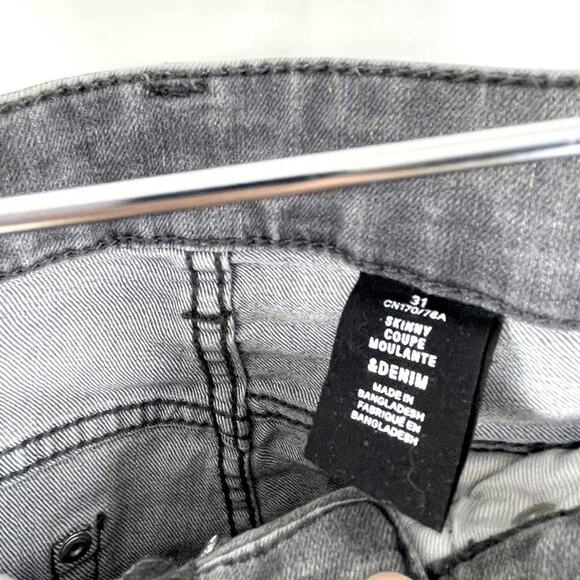 31
CN170/78A
SKINNY
COUPE
MOULANTE
&DENIM
MADE IN
BANGLADESH
FABRIQUÉ EN
BANGLADESH